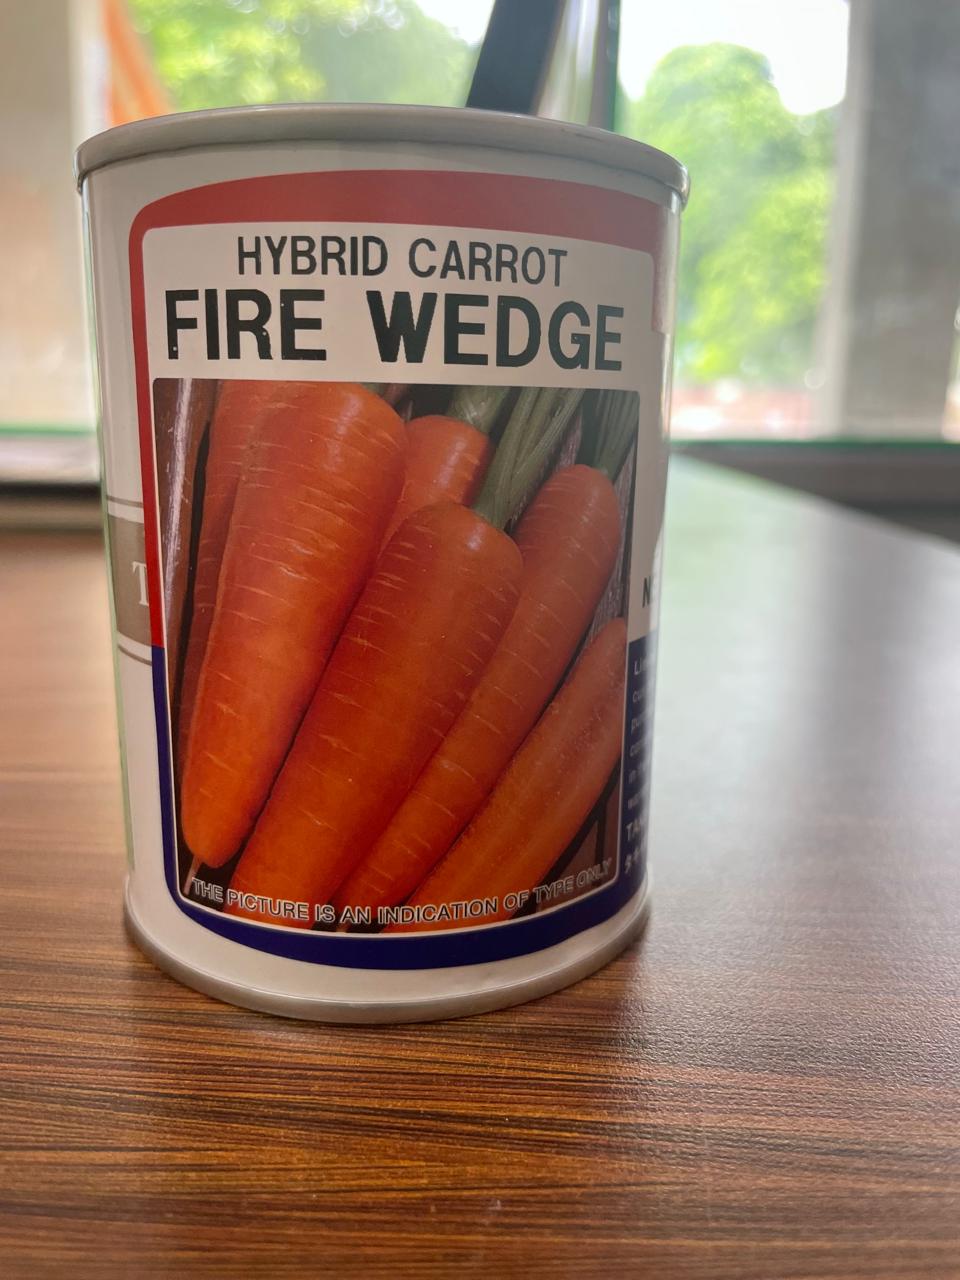 HYBRID CARROT
FIRE WEDGE
THE PICTURE IS AN INDICATION OF TYPE ONLY